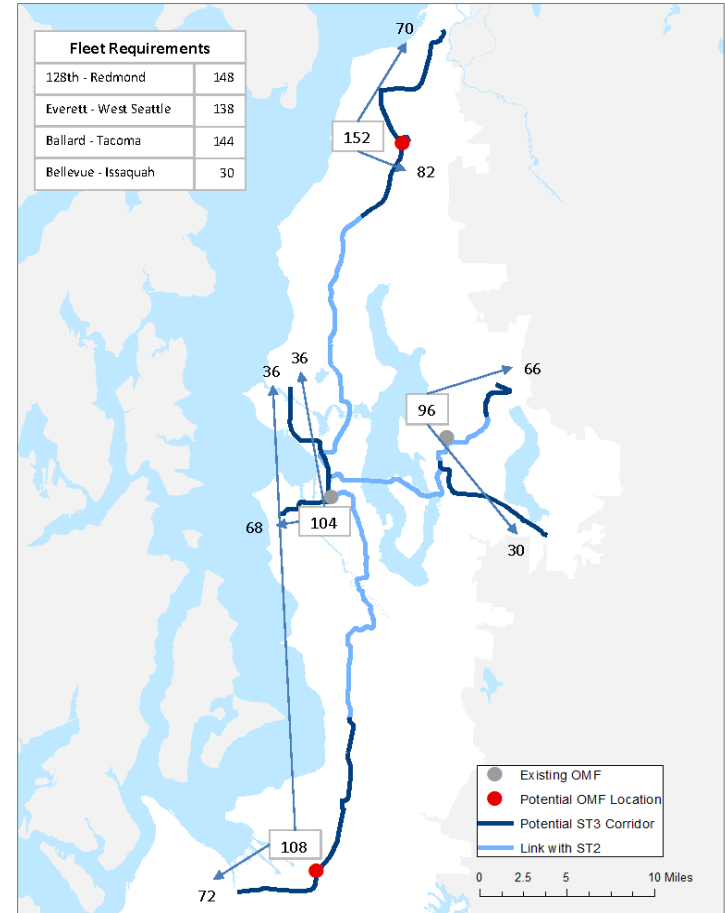 70
Fleet Requirements
128th - Redmond 148
Everett - West Seattle 138
Ballard - Tacoma 144
Bellevue - Issaquah 30
152
82
36
36
66
96
68
104
30
Existing OMF
Potential OMF Location
Potential ST3 Corridor
Link with ST2
0 2.5 5 10 Miles
108
72